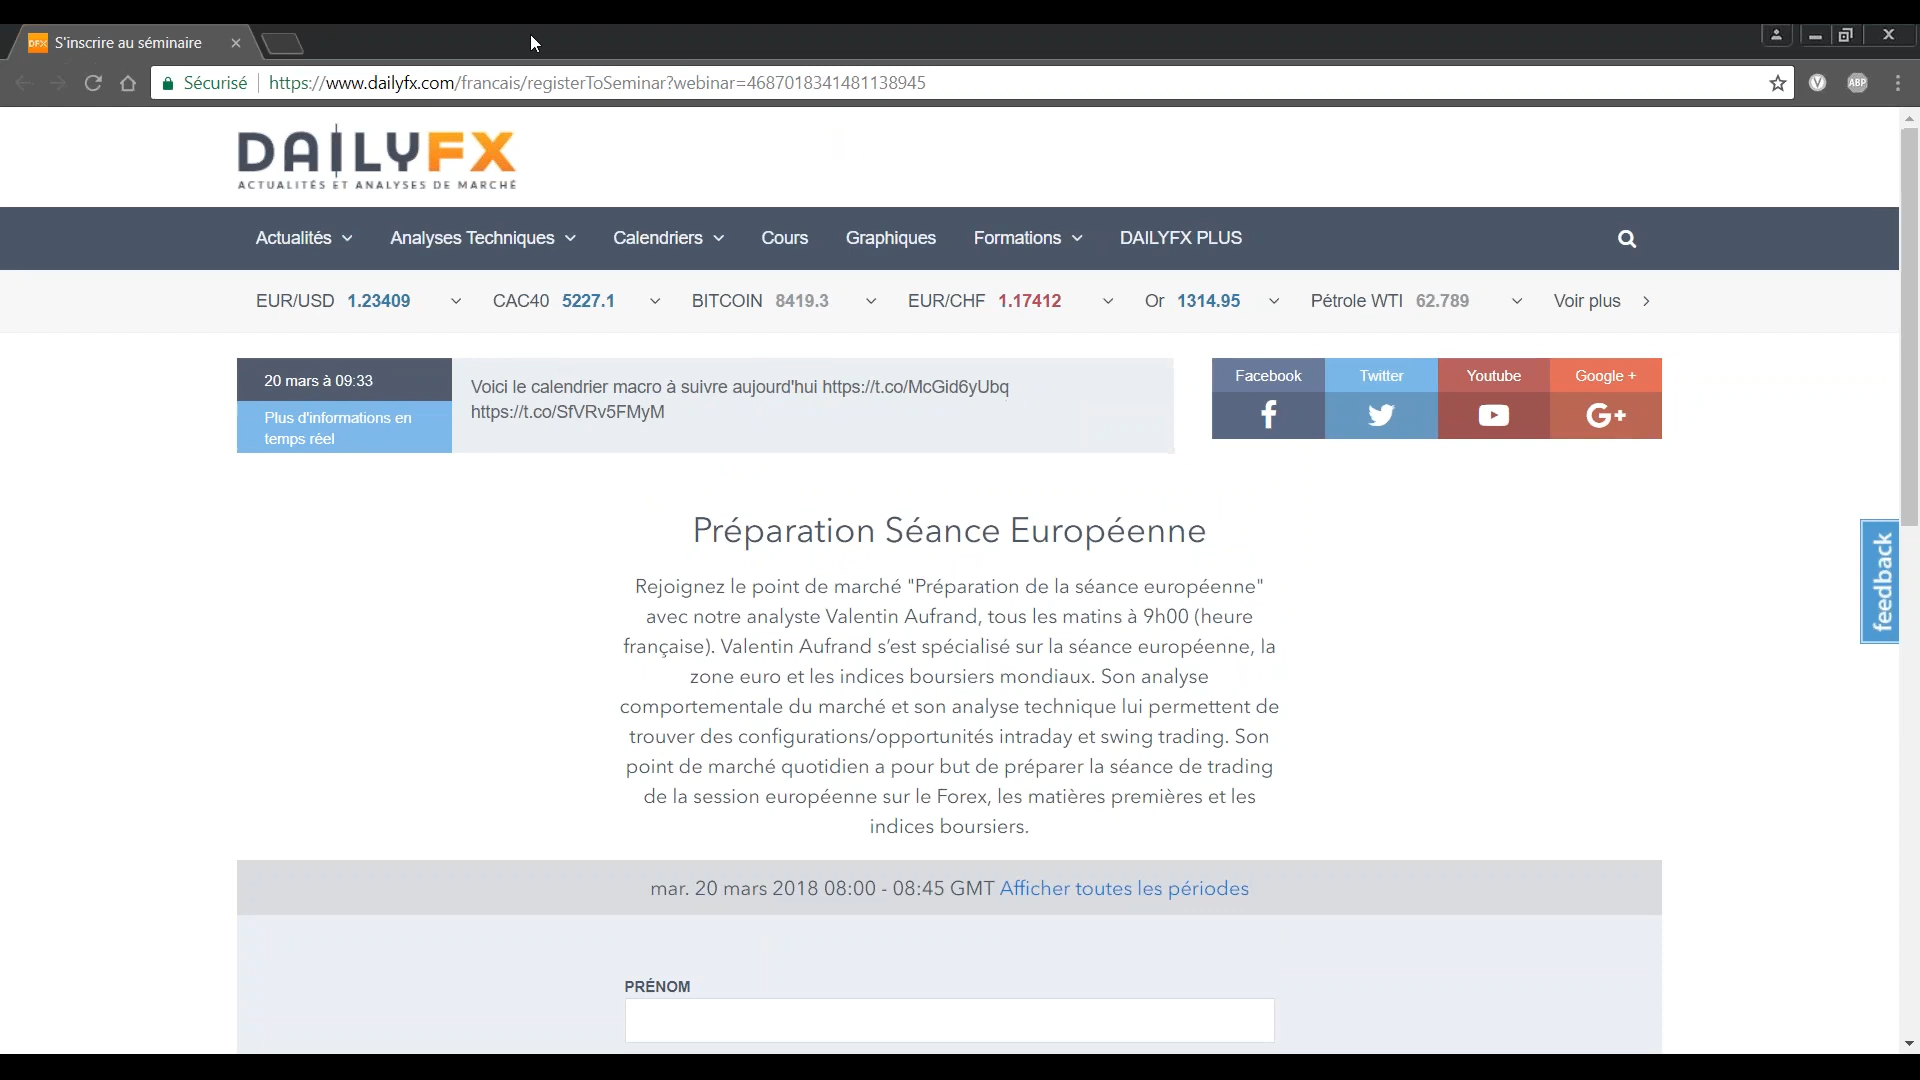 DFX S'inscrire au séminaire
Sécurisé https://www.dailyfx.com/francais/registerToSeminar?webinar=4687018341481138945
ABP
DAILYFX
ACTUALITÉS ET ANALYSES DE MARCHÉ
Actualités Analyses Techniques Calendriers Cours Graphiques Formations DAILYFX PLUS
EUR/USD 1.23409 CAC40 5227.1 BITCOIN 8419.3 EUR/CHF 1.17412 Or 1314.95 Pétrole WTI 62.789 Voir plus
20 mars à 09:33
Plus d'informations en
temps réel
Voici le calendrier macro à suivre aujourd'hui https://t.co/McGid6yUbq
https://t.co/SfVRv5FMyM
Facebook Twitter Youtube Google +
feedback
Préparation Séance Européenne
Rejoignez le point de marché "Préparation de la séance européenne"
avec notre analyste Valentin Aufrand, tous les matins à 9h00 (heure
française). Valentin Aufrand s’est spécialisé sur la séance européenne, la
zone euro et les indices boursiers mondiaux. Son analyse
comportementale du marché et son analyse technique lui permettent de
trouver des configurations/opportunités intraday et swing trading. Son
point de marché quotidien a pour but de préparer la séance de trading
de la session européenne sur le Forex, les matières premières et les
indices boursiers.
mar. 20 mars 2018 08:00 - 08:45 GMT Afficher toutes les périodes
PRÉNOM